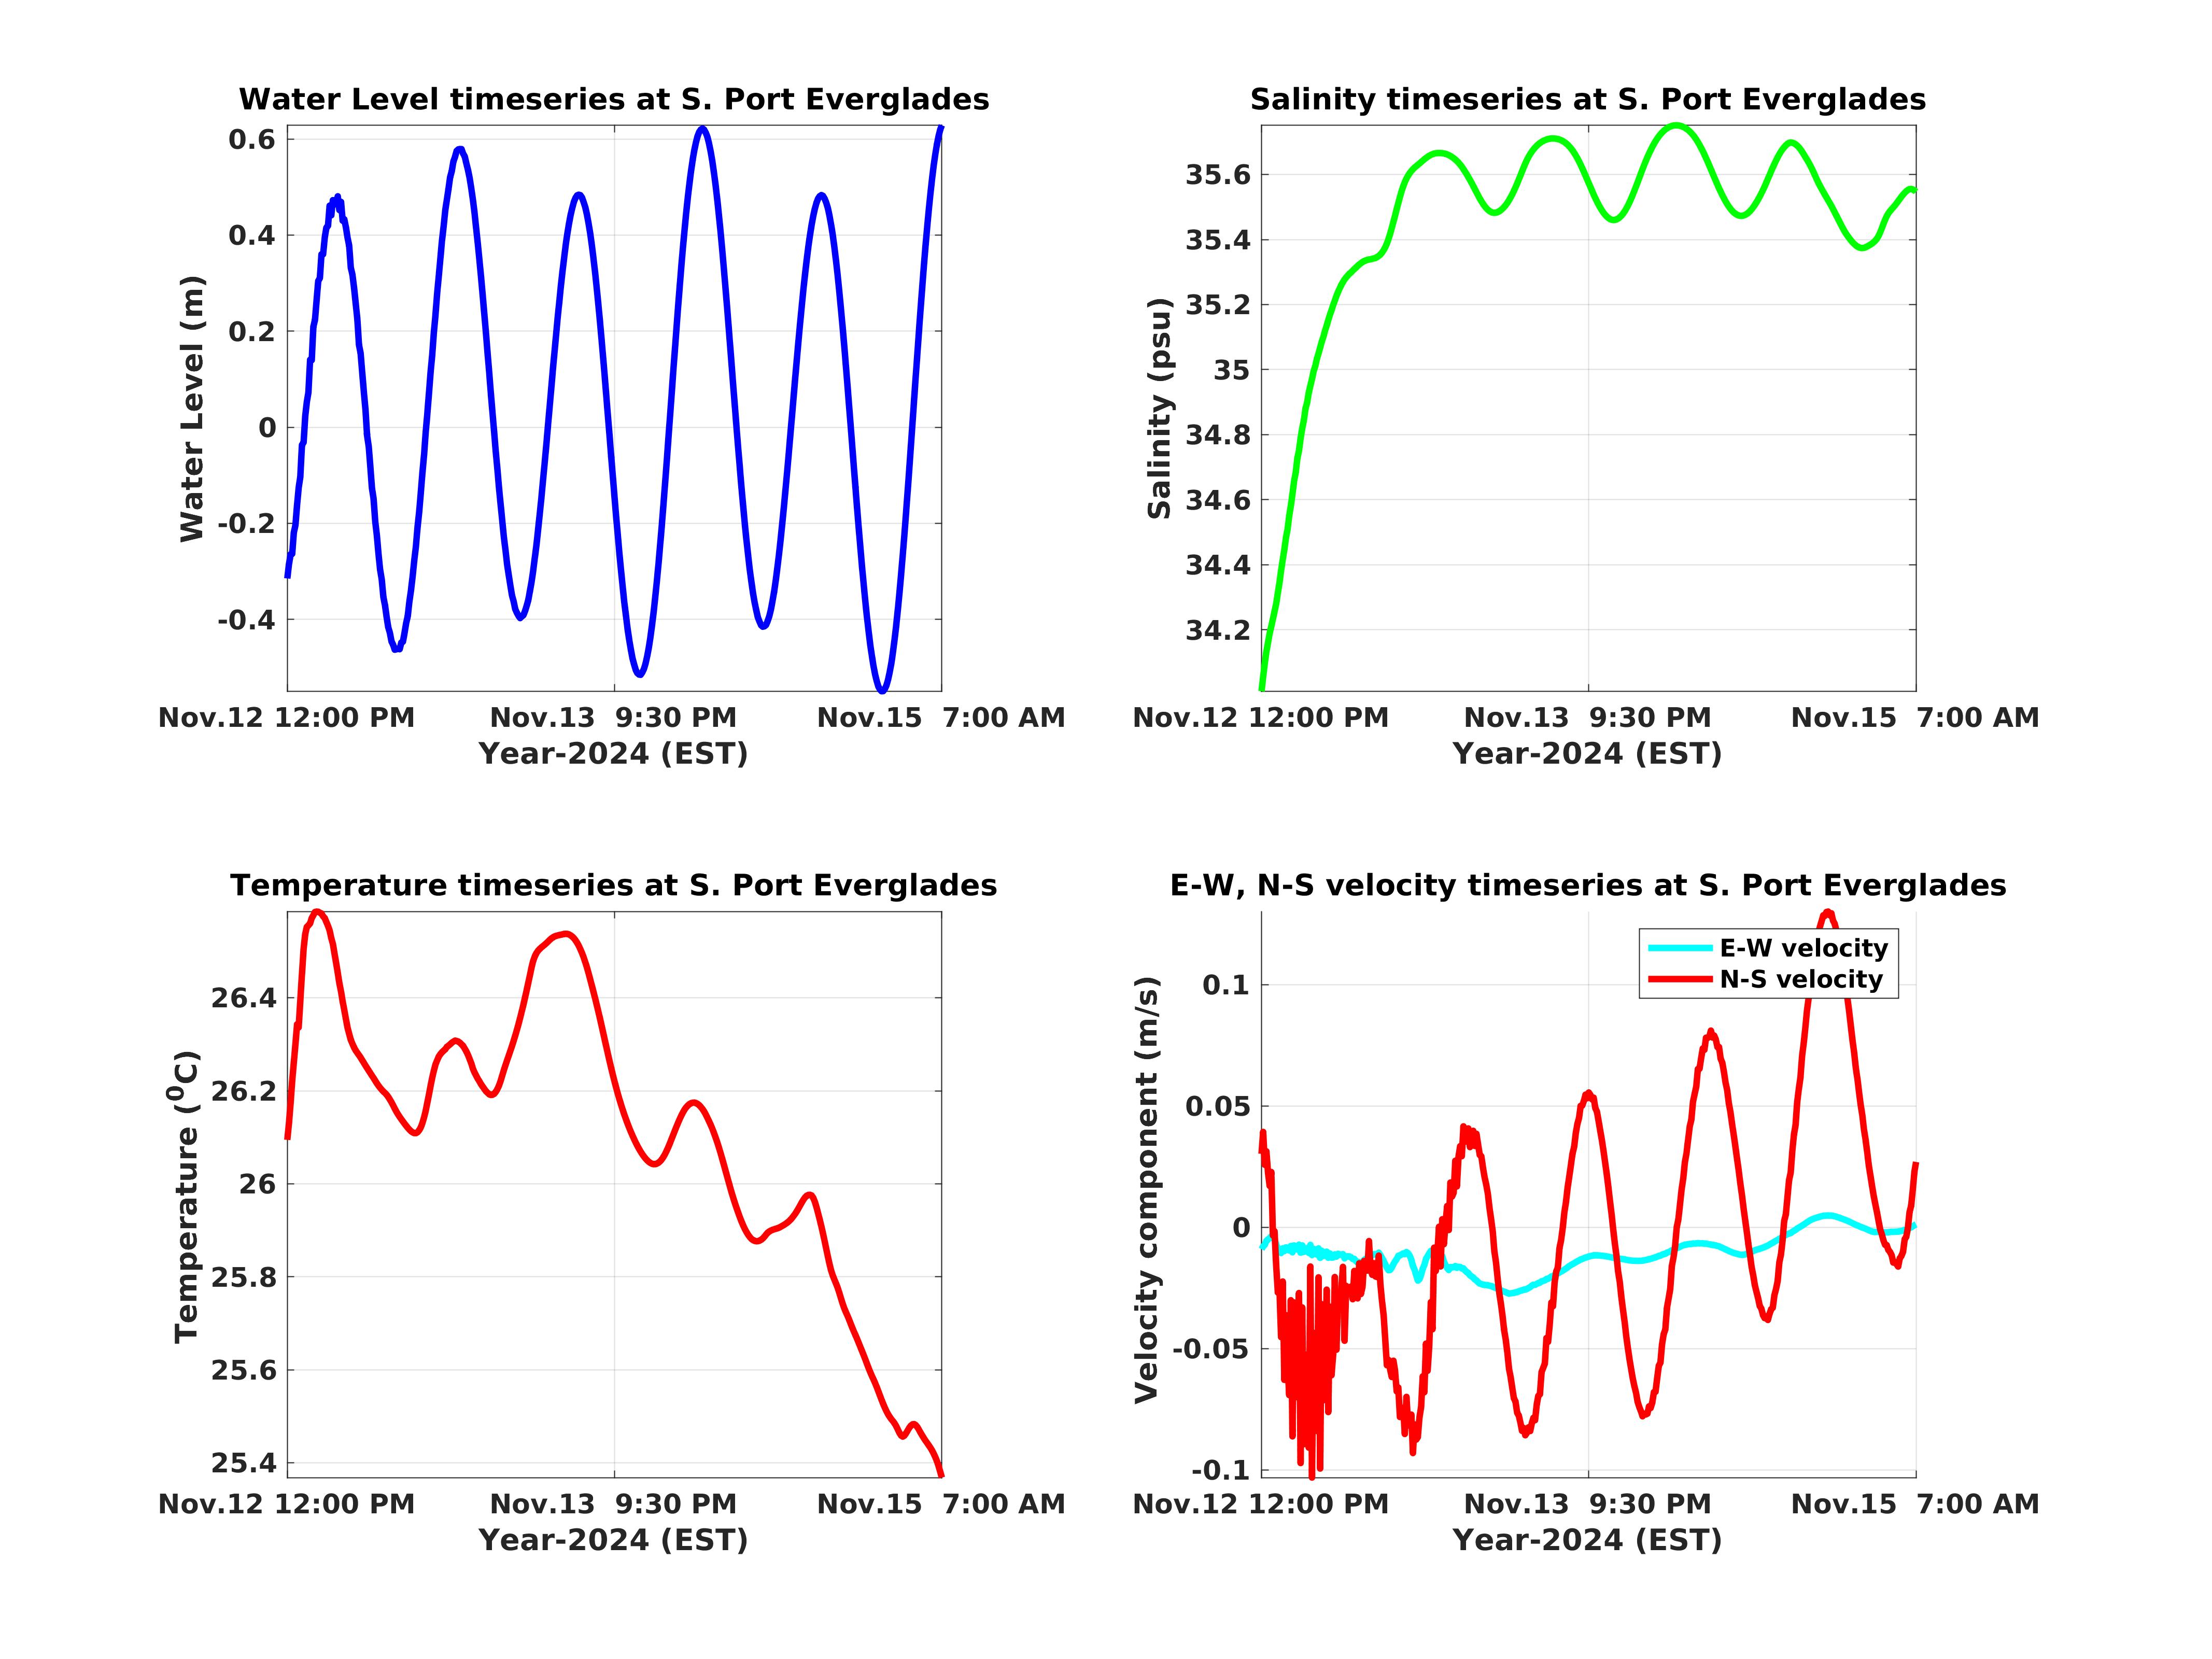 Water Level timeseries at S. Port Everglades
Water Level (m)
0.6
0.4
0.2
0
-0.2
-0.4
Nov.12 12:00 PM
Nov.13 9:30 PM
Nov.15 7:00 AM
Year-2024 (EST)
Salinity timeseries at S. Port Everglades
Salinity (psu)
35.6
35.4
35.2
35
34.8
34.6
34.4
34.2
Nov.12 12:00 PM
Nov.13 9:30 PM
Nov.15 7:00 AM
Year-2024 (EST)
Temperature timeseries at S. Port Everglades
Temperature (⁰C)
26.4
26.2
26
25.8
25.6
25.4
Nov.12 12:00 PM
Nov.13 9:30 PM
Nov.15 7:00 AM
Year-2024 (EST)
E-W, N-S velocity timeseries at S. Port Everglades
Velocity component (m/s)
0.1
0.05
0
-0.05
-0.1
E-W velocity
N-S velocity
Nov.12 12:00 PM
Nov.13 9:30 PM
Nov.15 7:00 AM
Year-2024 (EST)